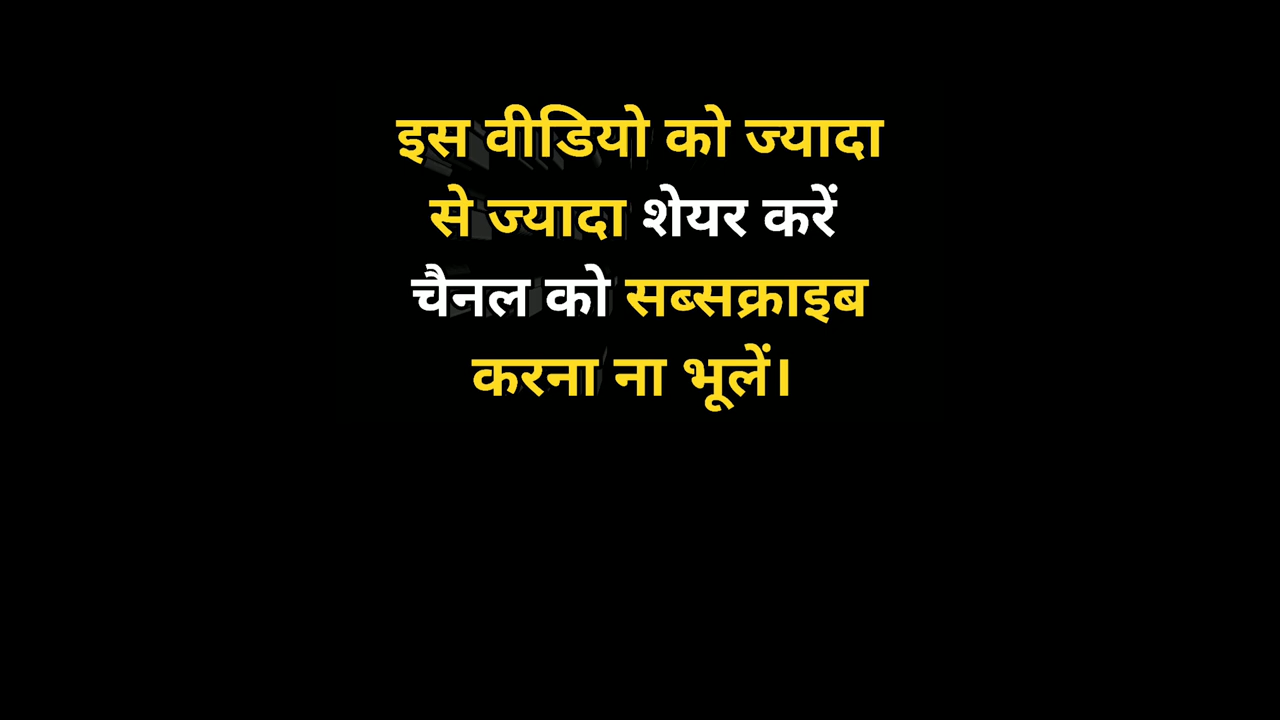 इस वीडियो को ज्यादा
से ज्यादा शेयर करें
चैनल को सब्सक्राइब
करना ना भूलें।